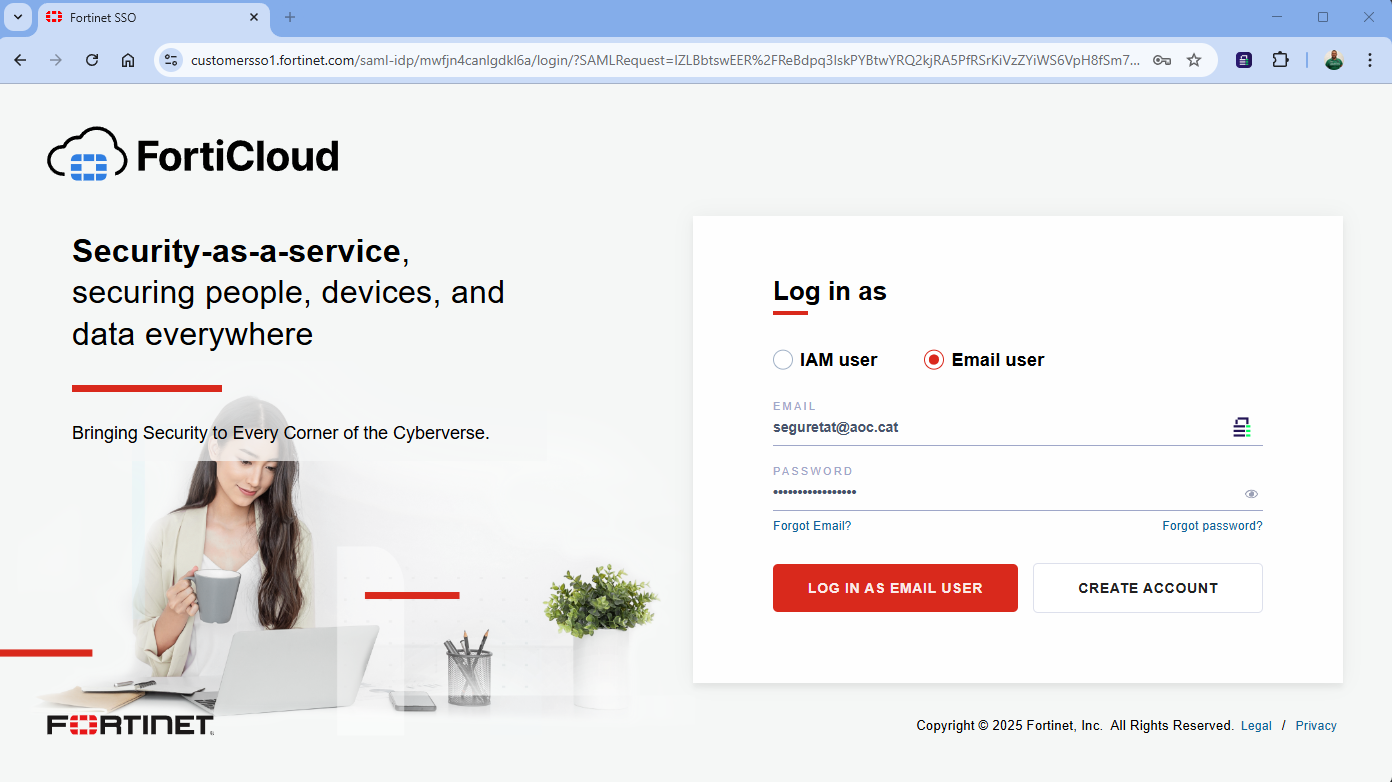 Fortinet SSO
customersso1.fortinet.com/saml-idp/mwfjn4canlgdkl6a/login/?SAMLRequest=lZLBbtswEER%2FReBdpq3IskPYBtwYRQ2kjRA5PfRSrKiVzZYiWS6VpH8fSm7...
FortiCloud
Security-as-a-service,
securing people, devices, and
data everywhere
Bringing Security to Every Corner of the Cyberverse.
Log in as
IAM user
Email user
EMAIL
seguretat@aoc.cat
PASSWORD
•••••••••••••••••
Forgot Email?
Forgot password?
LOG IN AS EMAIL USER
CREATE ACCOUNT
FORTINET
Copyright © 2025 Fortinet, Inc. All Rights Reserved. Legal / Privacy